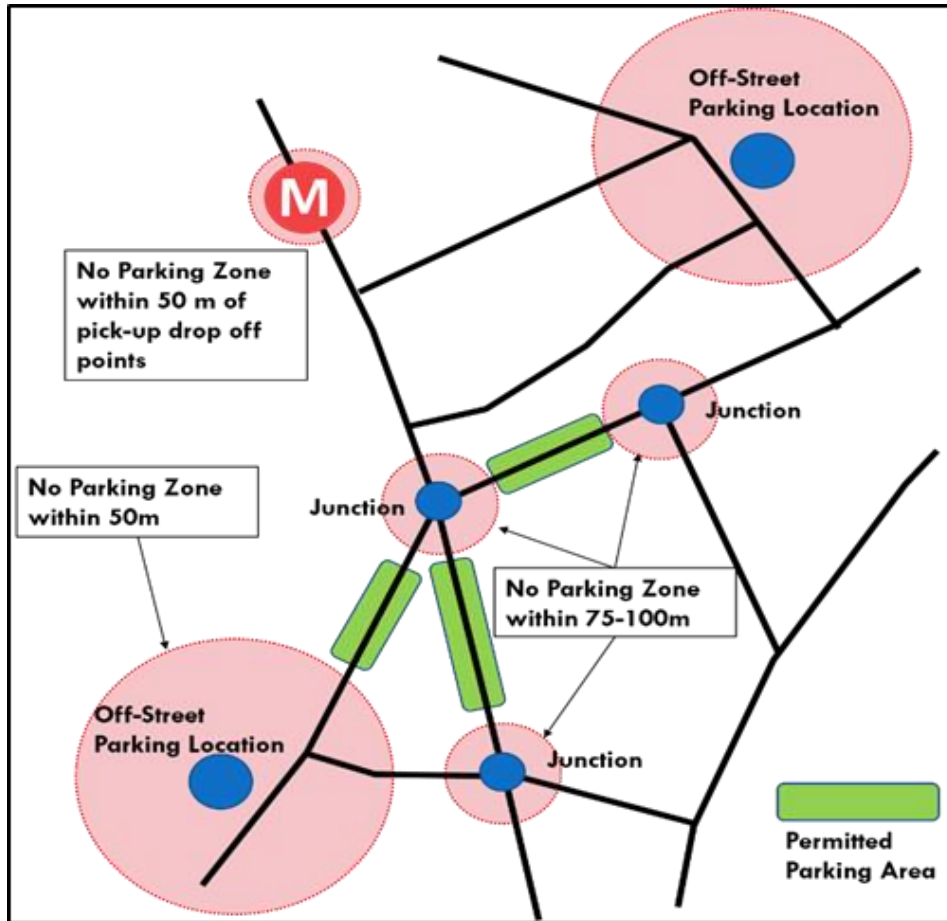 Off-Street
Parking Location
M
No Parking Zone
within 50 m of
pick-up drop off
points
Junction
No Parking Zone
within 50m
Junction
No Parking Zone
within 75-100m
Off-Street
Parking Location
Junction
Permitted
Parking Area